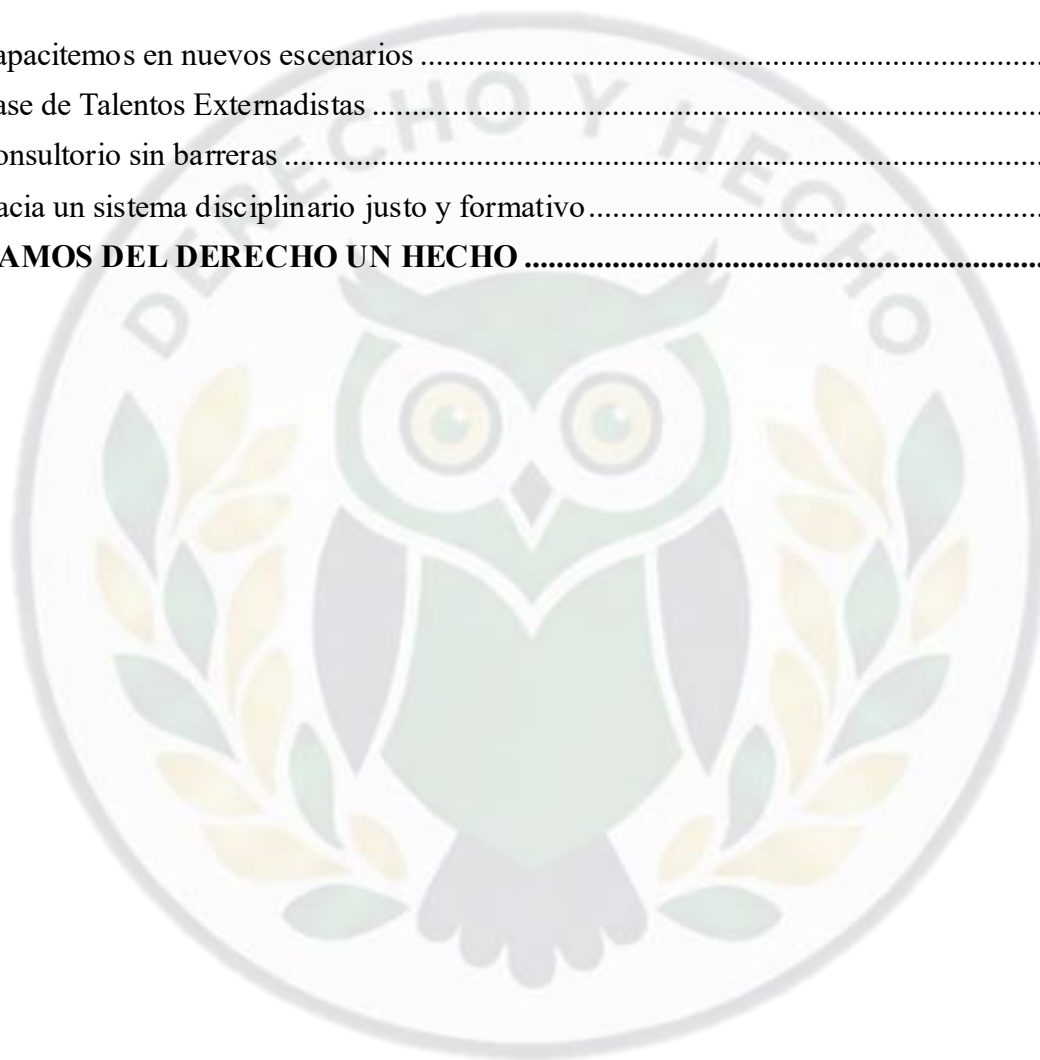 apacitemos en nuevos escenarios ....................................................................................
ase de Talentos Externadistas ..........................................................................................
onsultorio sin barreras .....................................................................................................
acia un sistema disciplinario justo y formativo ...............................................................
AMOS DEL DERECHO UN HECHO ......................................................................
DERECHO Y HECHO